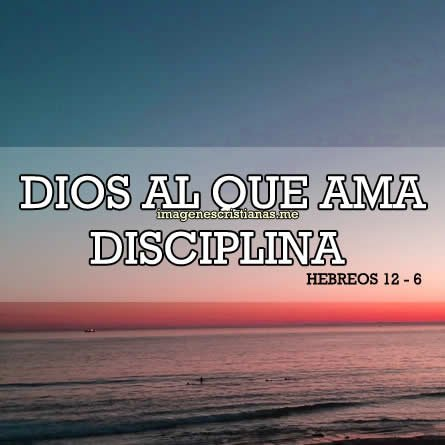 DIOS AL QUE AMA
imagenescristianas.me
DISCIPLINA
HEBREOS 12 - 6